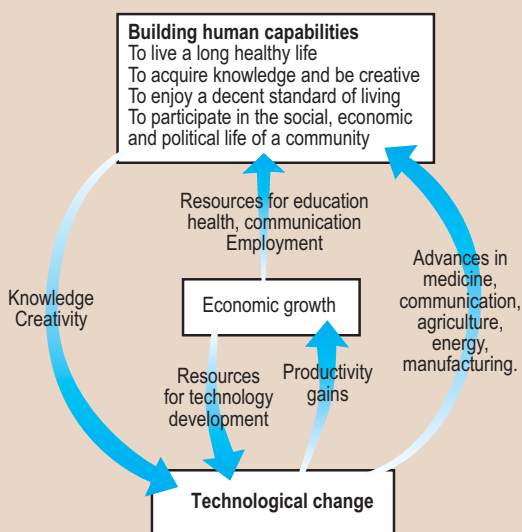 Building human capabilities
To live a long healthy life
To acquire knowledge and be creative
To enjoy a decent standard of living
To participate in the social, economic
and political life of a community
Resources for education
health, communication
Employment
Advances in
medicine,
communication,
agriculture,
energy,
manufacturing.
Knowledge
Creativity
Economic growth
Resources
for technology
development
Productivity
gains
Technological change